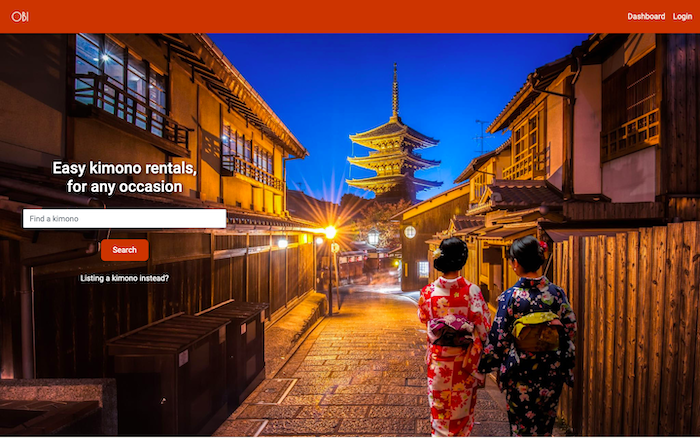 OBI
Dashboard
Login
Easy kimono rentals,
for any occasion
Find a kimono
Search
Listing a kimono instead?